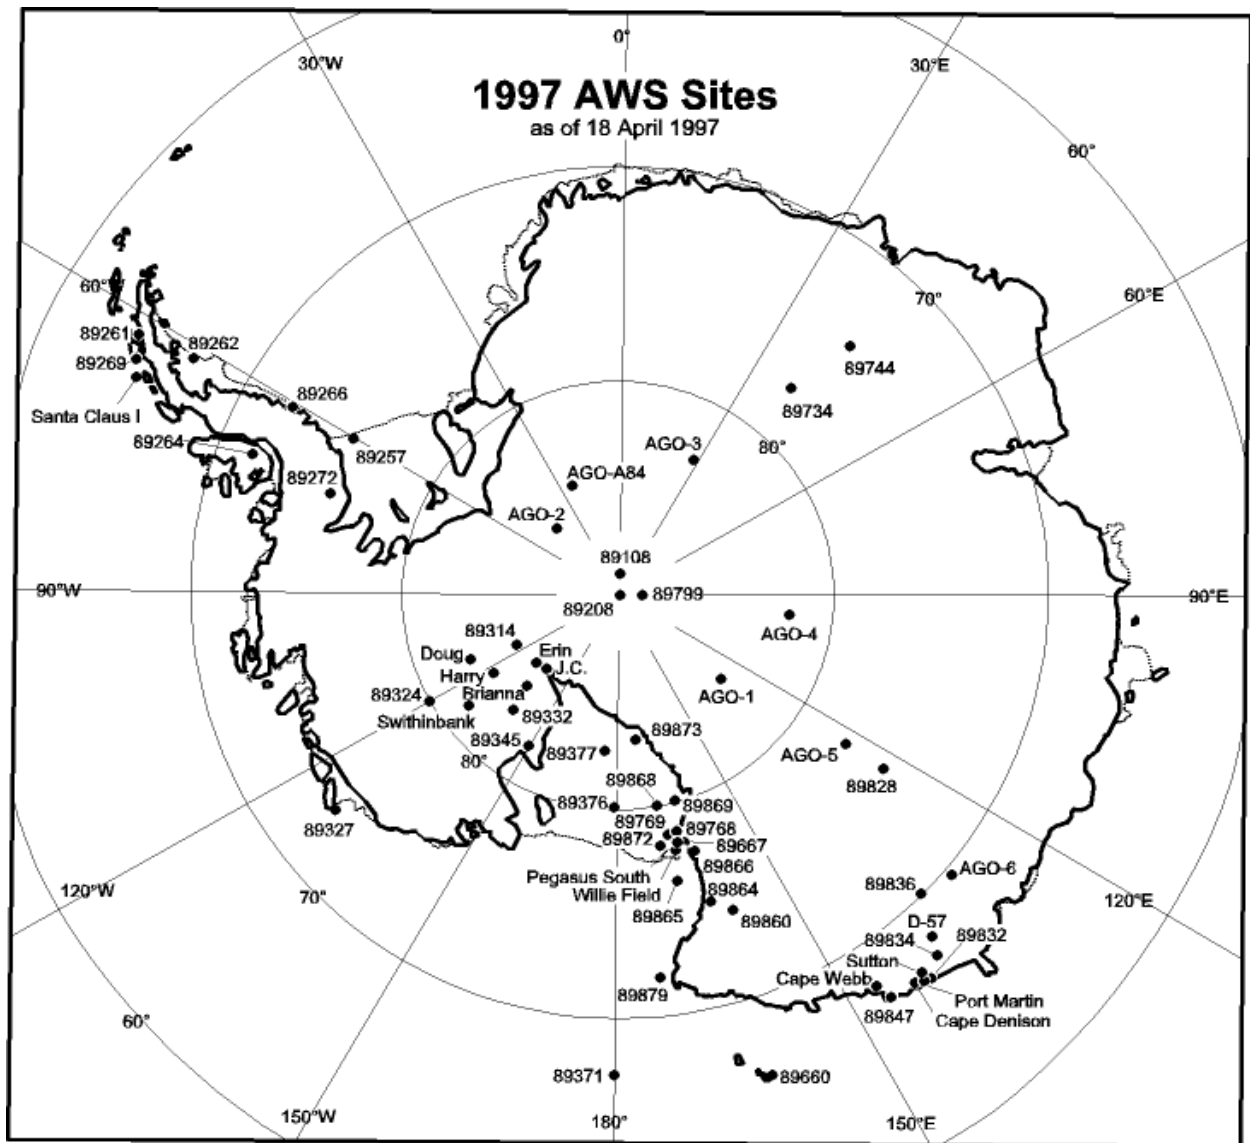 0°
30°W
30°E
1997 AWS Sites
as of 18 April 1997
60°
60°W
70°
60°E
89261
89262
89269
89266
89744
Santa Claus I
89734
89264
89257
AGO-3
80°
89272
AGO-A84
AGO-2
89108
90°W
89208
89799
90°E
AGO-4
89314
Doug
Erin
J.C.
Harry
Brianna
AGO-1
89324
Swithinbank
89332
89345
89377
89873
AGO-5
80°
89868
89828
89376
89869
89769
89768
89327
89872
89667
89866
Pegasus South
Willie Field
89864
AGO-6
120°W
70°
89836
120°E
89865
89860
D-57
89834
89832
Sutton
Cape Webb
89879
Port Martin
89847
Cape Denison
60°
89371
89660
150°W
180°
150°E